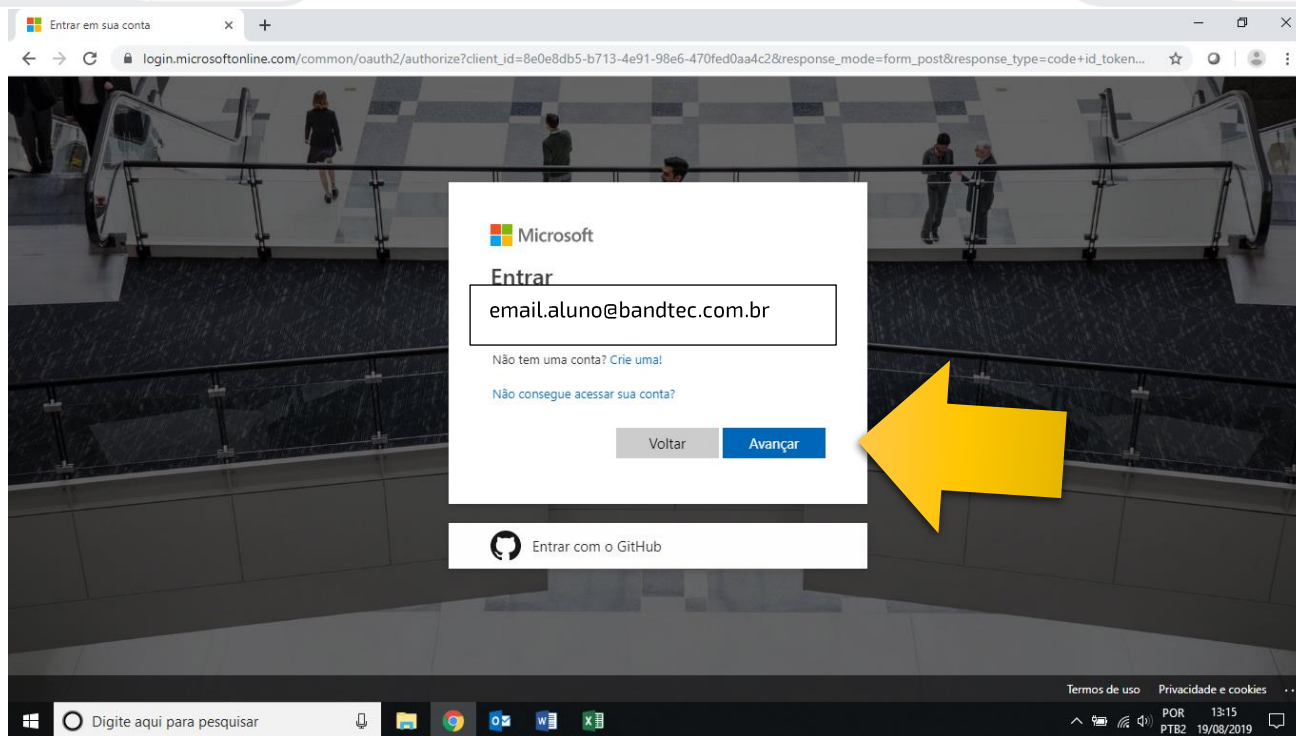 Entrar em sua conta
login.microsoftonline.com/common/oauth2/authorize?client_id=8e0e8db5-b713-4e91-98e6-470fed0aa4c2&response_mode=form_post&response_type=code+id_token...
Microsoft
Entrar
email.aluno@bandtec.com.br
Não tem uma conta? Crie uma!
Não consegue acessar sua conta?
Voltar Avançar
Entrar com o GitHub
Termos de uso Privacidade e cookies ..
Digite aqui para pesquisar
POR 13:15
PTB2 19/08/2019